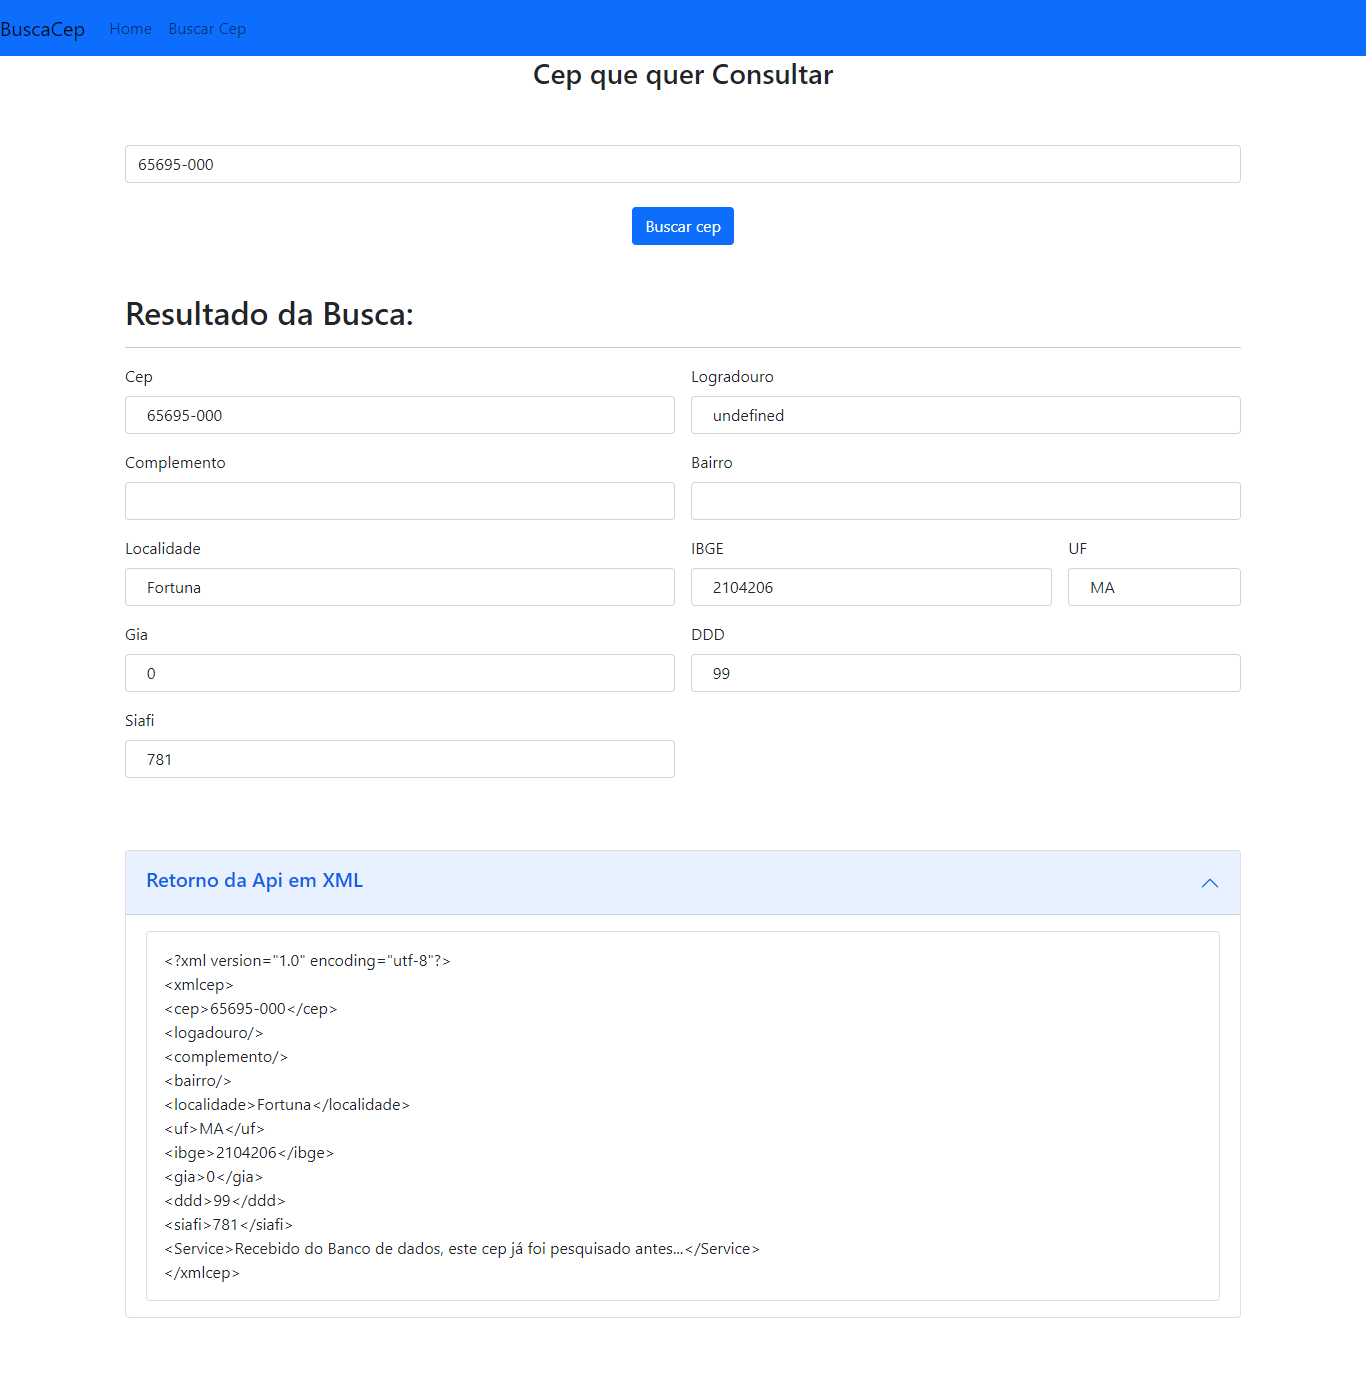 BuscaCep Home Buscar Cep
Cep que quer Consultar
65695-000
Buscar cep
Resultado da Busca:
Cep Logradouro
65695-000 undefined
Complemento Bairro
Localidade IBGE UF
Fortuna 2104206 MA
Gia DDD
0 99
Siafi
781
Retorno da Api em XML
<?xml version="1.0" encoding="utf-8"?>
<xmlcep>
<cep>65695-000</cep>
<logadouro/>
<complemento/>
<bairro/>
<localidade>Fortuna</localidade>
<uf>MA</uf>
<ibge>2104206</ibge>
<gia>0</gia>
<ddd>99</ddd>
<siafi>781</siafi>
<Service>Recebido do Banco de dados, este cep já foi pesquisado antes...</Service>
</xmlcep>